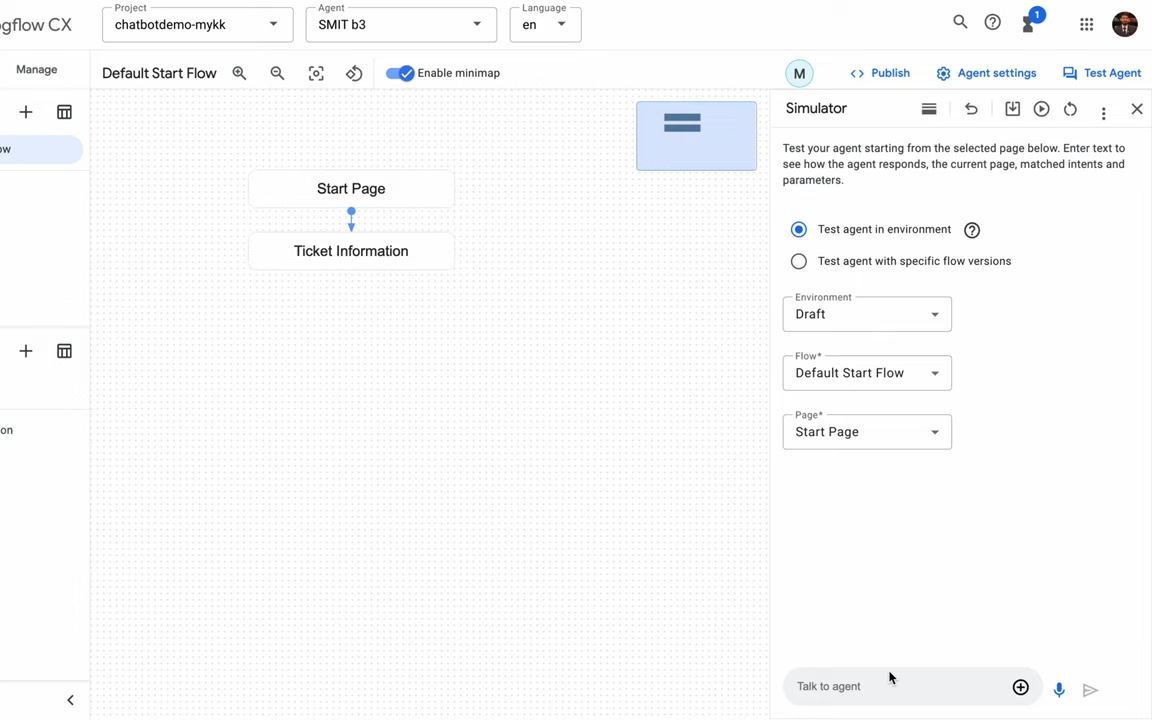 Project
Agent
Language
ogflow CX
chatbotdemo-mykk
SMIT b3
en
1
Manage
Default Start Flow
Enable minimap
M
Publish
Agent settings
Test Agent
Simulator
ow
Test your agent starting from the selected page below. Enter text to
see how the agent responds, the current page, matched intents and
parameters.
Start Page
Ticket Information
Test agent in environment
Test agent with specific flow versions
Environment
Draft
Flow*
Default Start Flow
Page*
Start Page
on
Talk to agent